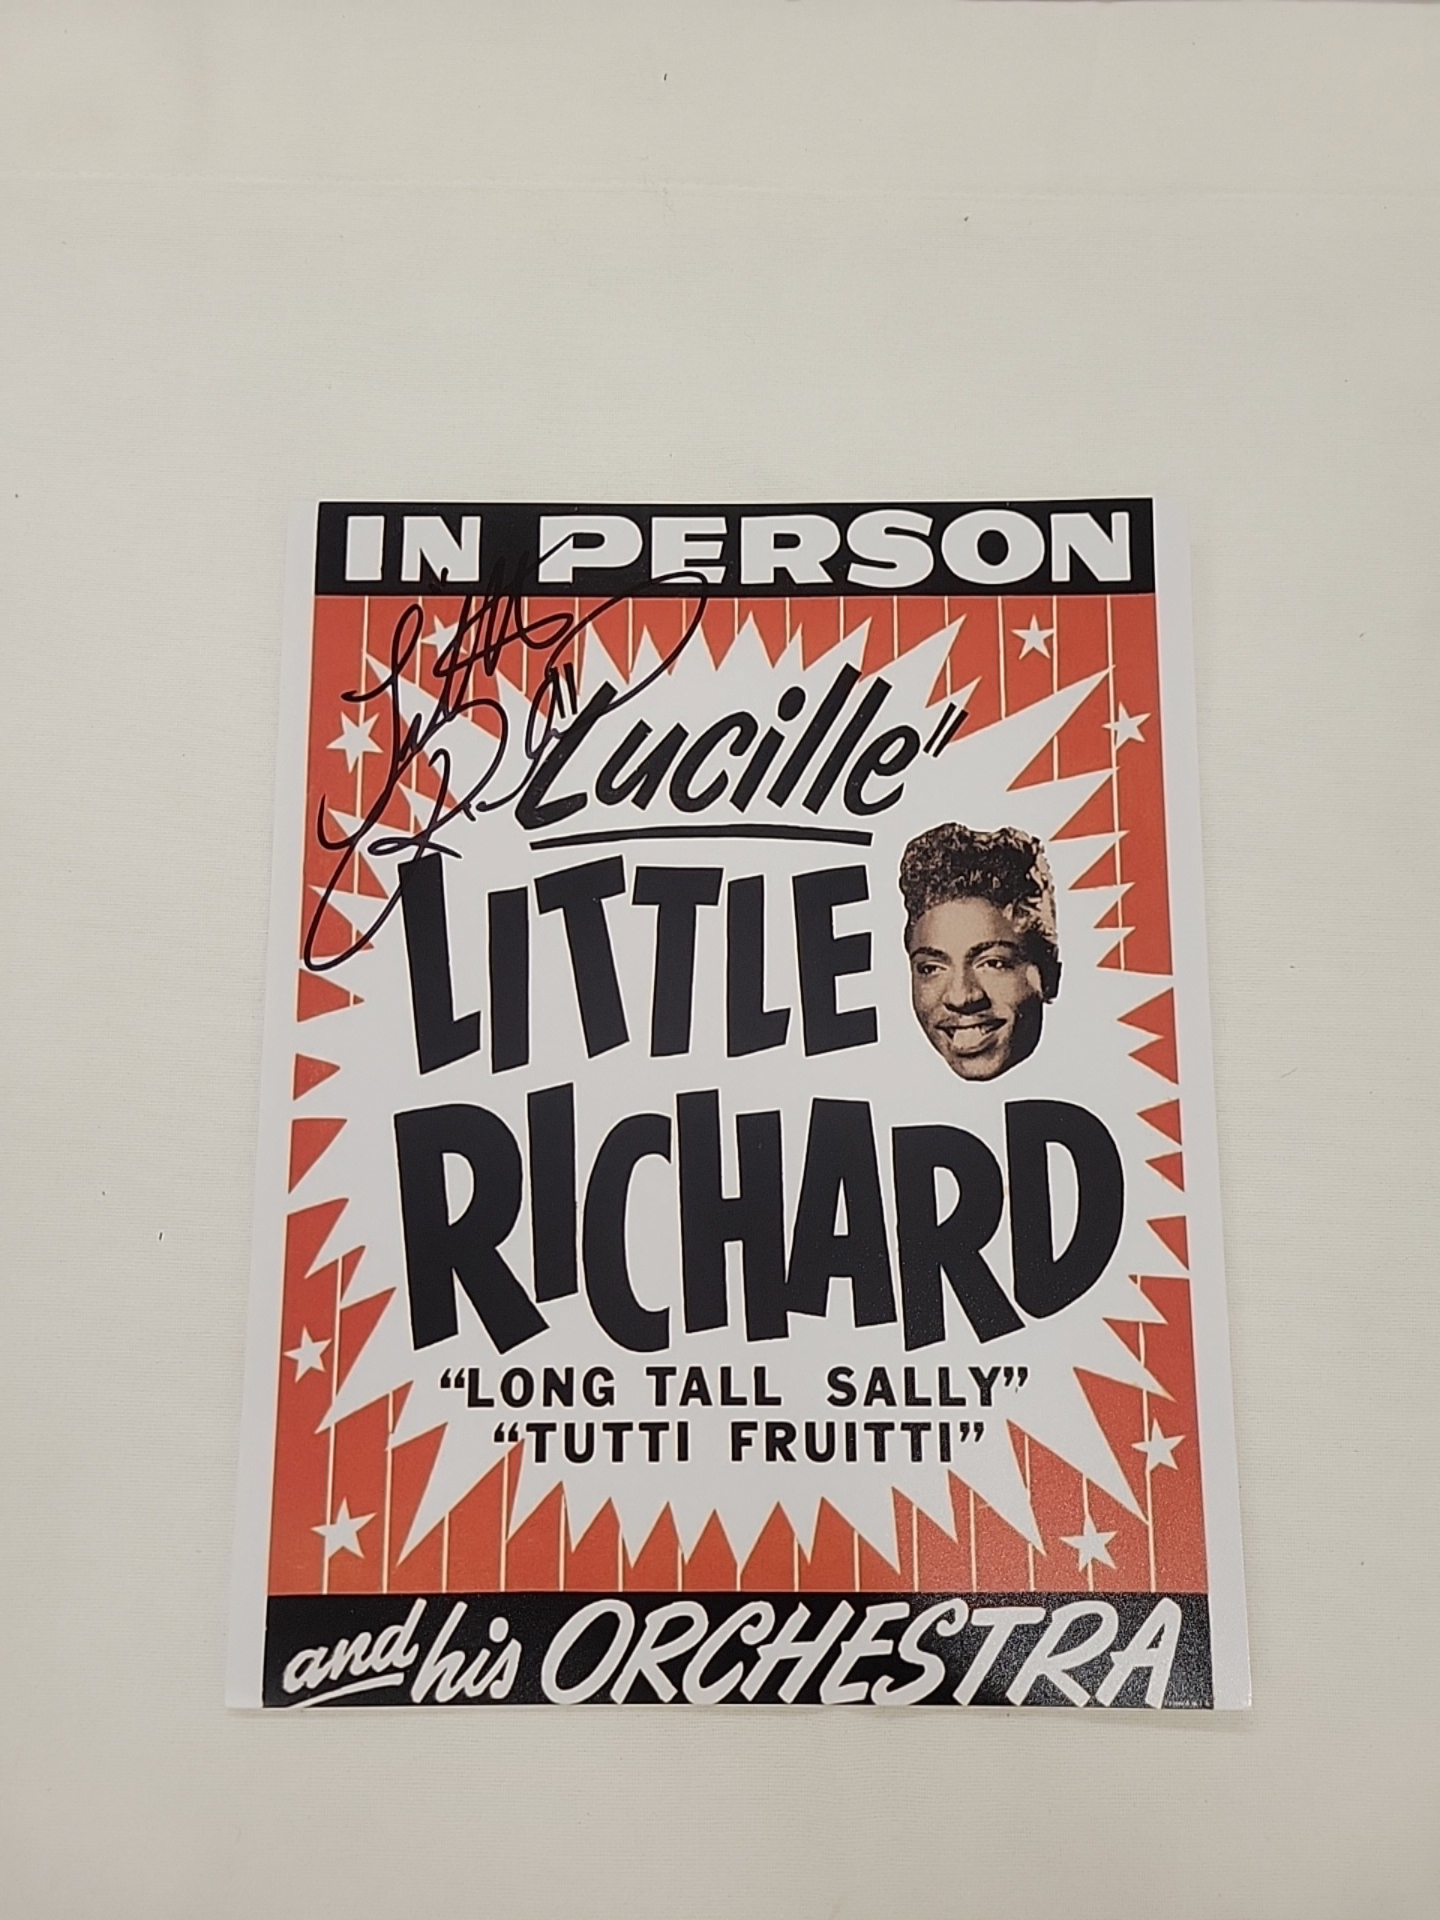 IN PERSON
"Lucille"
LITTLE
RICHARD
"LONG TALL SALLY"
"TUTTI FRUITTI"
and his ORCHESTRA